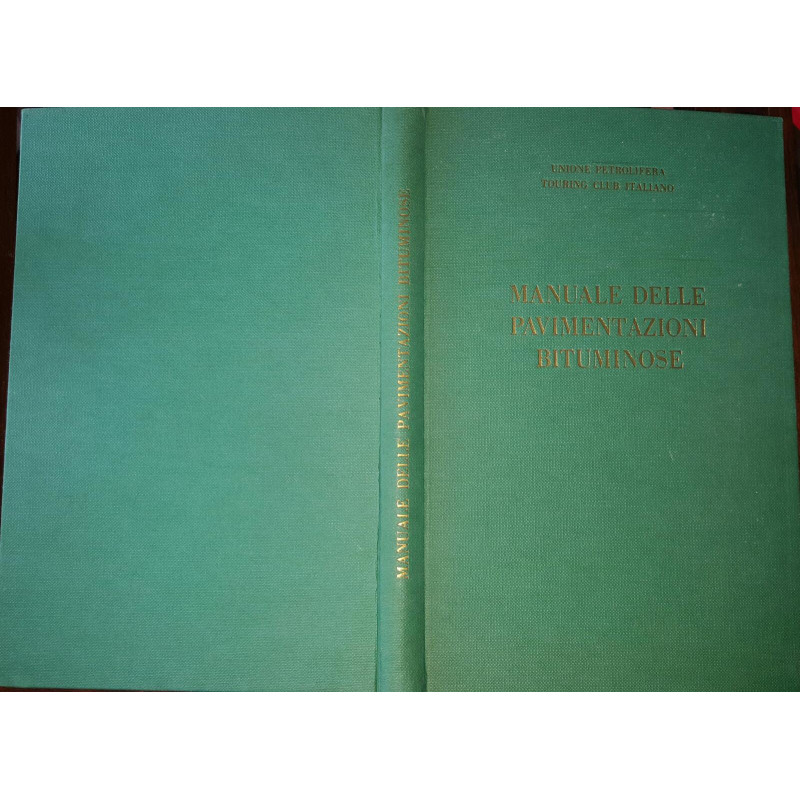 UNIONE PETROLIFERA
TOURING CLUB ITALIANO
MANUALE DELLE
PAVIMENTAZIONI
BITUMINOSE
MANUALE DELLE PAVIMENTAZIONI BITUMINOSE